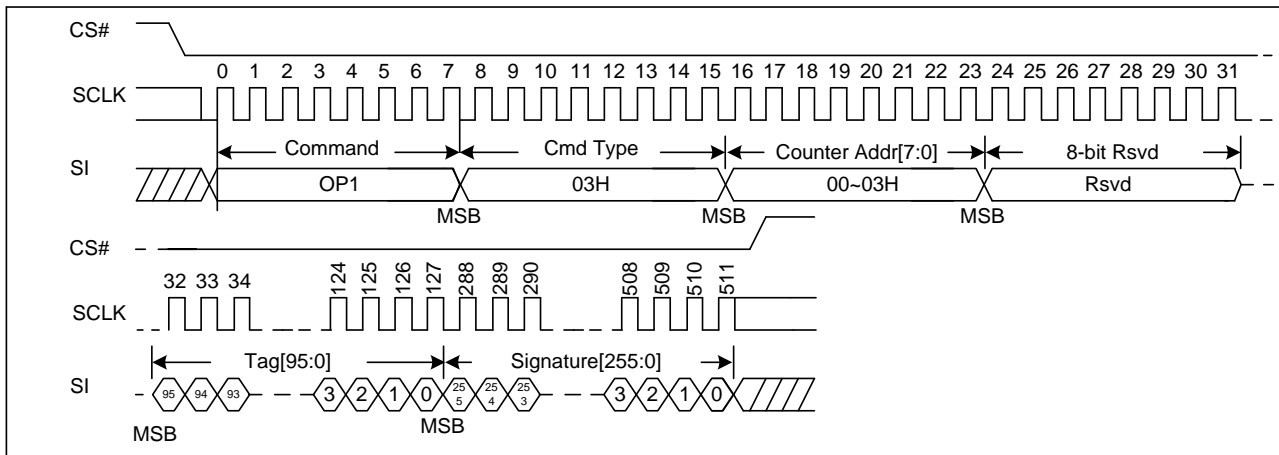 CS#
0 1 2 3 4 5 6 7 8 9 10 11 12 13 14 15 16 17 18 19 20 21 22 23 24 25 26 27 28 29 30 31
SCLK
Command Cmd Type Counter Addr[7:0] 8-bit Rsvd
SI
OP1 03H 00~03H Rsvd
MSB MSB MSB
CS#
32 33 34 124 125 126 127 288 289 290 508 509 510 511
SCLK
Tag[95:0] Signature[255:0]
SI
95 94 93 3 2 1 0 255 254 253 3 2 1 0
MSB MSB